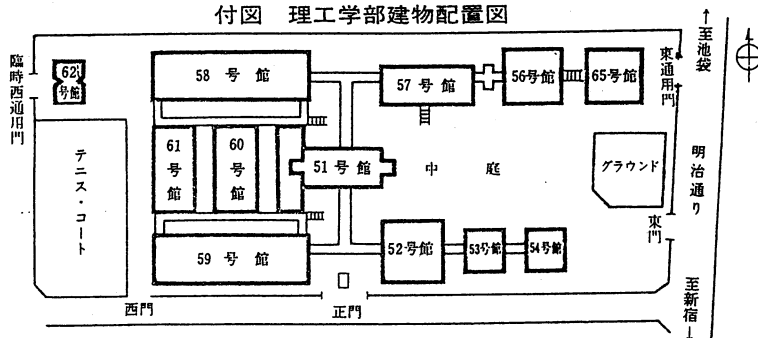 付図 理工学部建物配置図
↑至池袋
臨時西通用門
62号館
58号館
57号館
56号館
65号館
東通用門
61号館
60号館
51号館
中庭
グラウンド
明治通り
テニス・コート
59号館
52号館
53号館
54号館
東門
西門
正門
至新宿↓